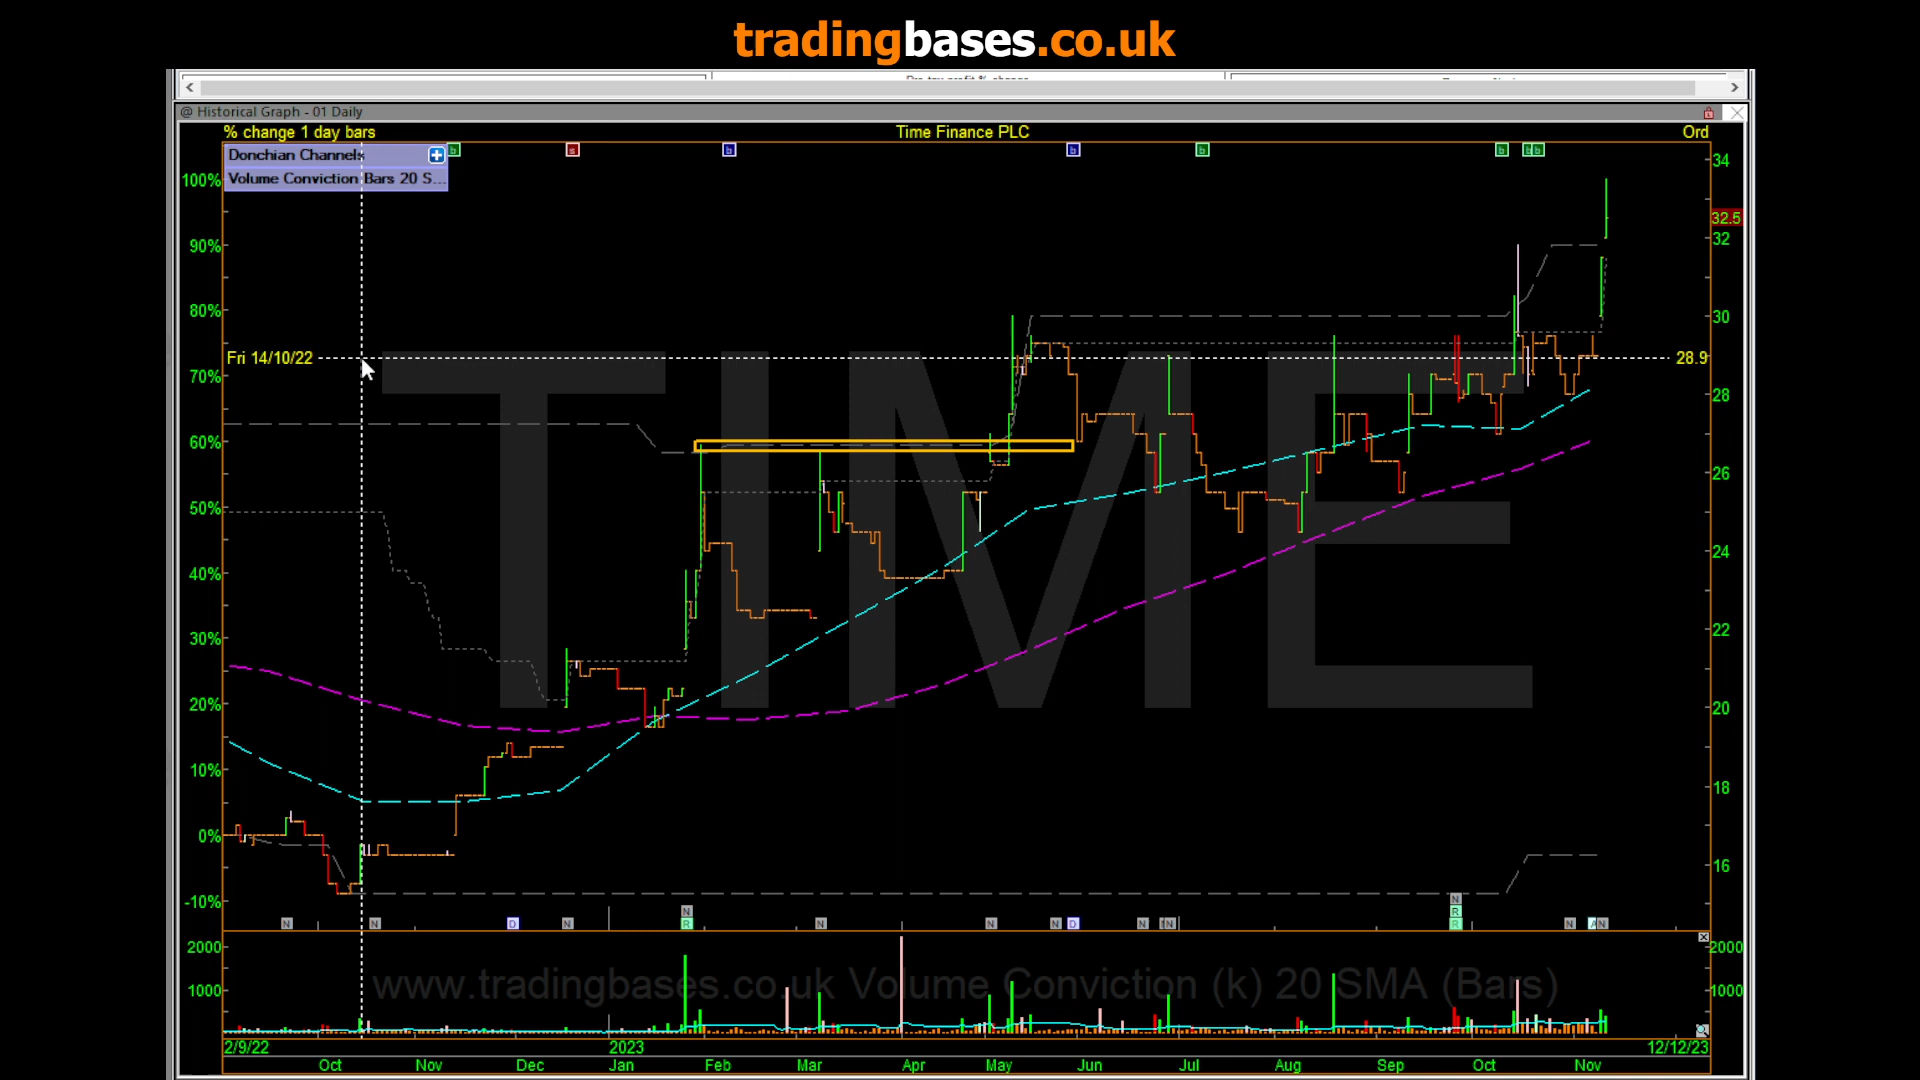 tradingbases.co.uk
@ Historical Graph - 01 Daily
% change 1 day bars Time Finance PLC Ord
Donchian Channels
Volume Conviction Bars 20 S...
b s b b b b b b
100% 34
32.5
90% 32
80% 30
Fri 14/10/22 28.9
70% 28
60%
50% 26
40% 24
30% 22
20% 20
10% 18
0% 16
-10%
TIME
N N D N N R N N N D N N N R R N A N
2000 2000
www.tradingbases.co.uk Volume Conviction (k) 20 SMA (Bars)
1000 1000
2/9/22 2023 12/12/23
Oct Nov Dec Jan Feb Mar Apr May Jun Jul Aug Sep Oct Nov